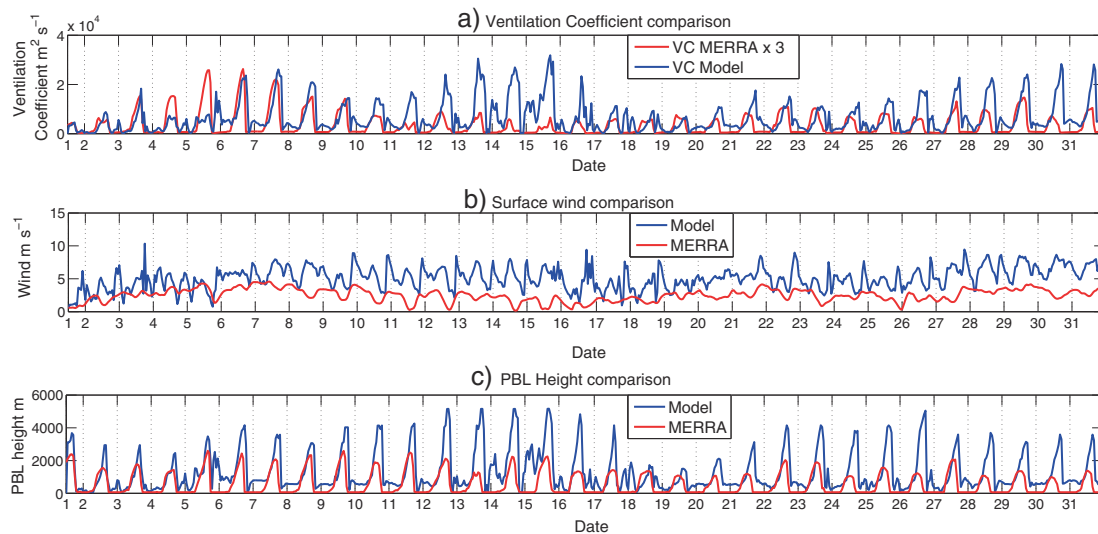 a) Ventilation Coefficient comparison
x 10⁴
Ventilation
Coefficient m² s⁻¹
4
2
0
VC MERRA x 3
VC Model
1 2 3 4 5 6 7 8 9 10 11 12 13 14 15 16 17 18 19 20 21 22 23 24 25 26 27 28 29 30 31
Date
b) Surface wind comparison
Wind m s⁻¹
15
10
5
0
Model
MERRA
1 2 3 4 5 6 7 8 9 10 11 12 13 14 15 16 17 18 19 20 21 22 23 24 25 26 27 28 29 30 31
Date
c) PBL Height comparison
PBL height m
6000
4000
2000
0
Model
MERRA
1 2 3 4 5 6 7 8 9 10 11 12 13 14 15 16 17 18 19 20 21 22 23 24 25 26 27 28 29 30 31
Date